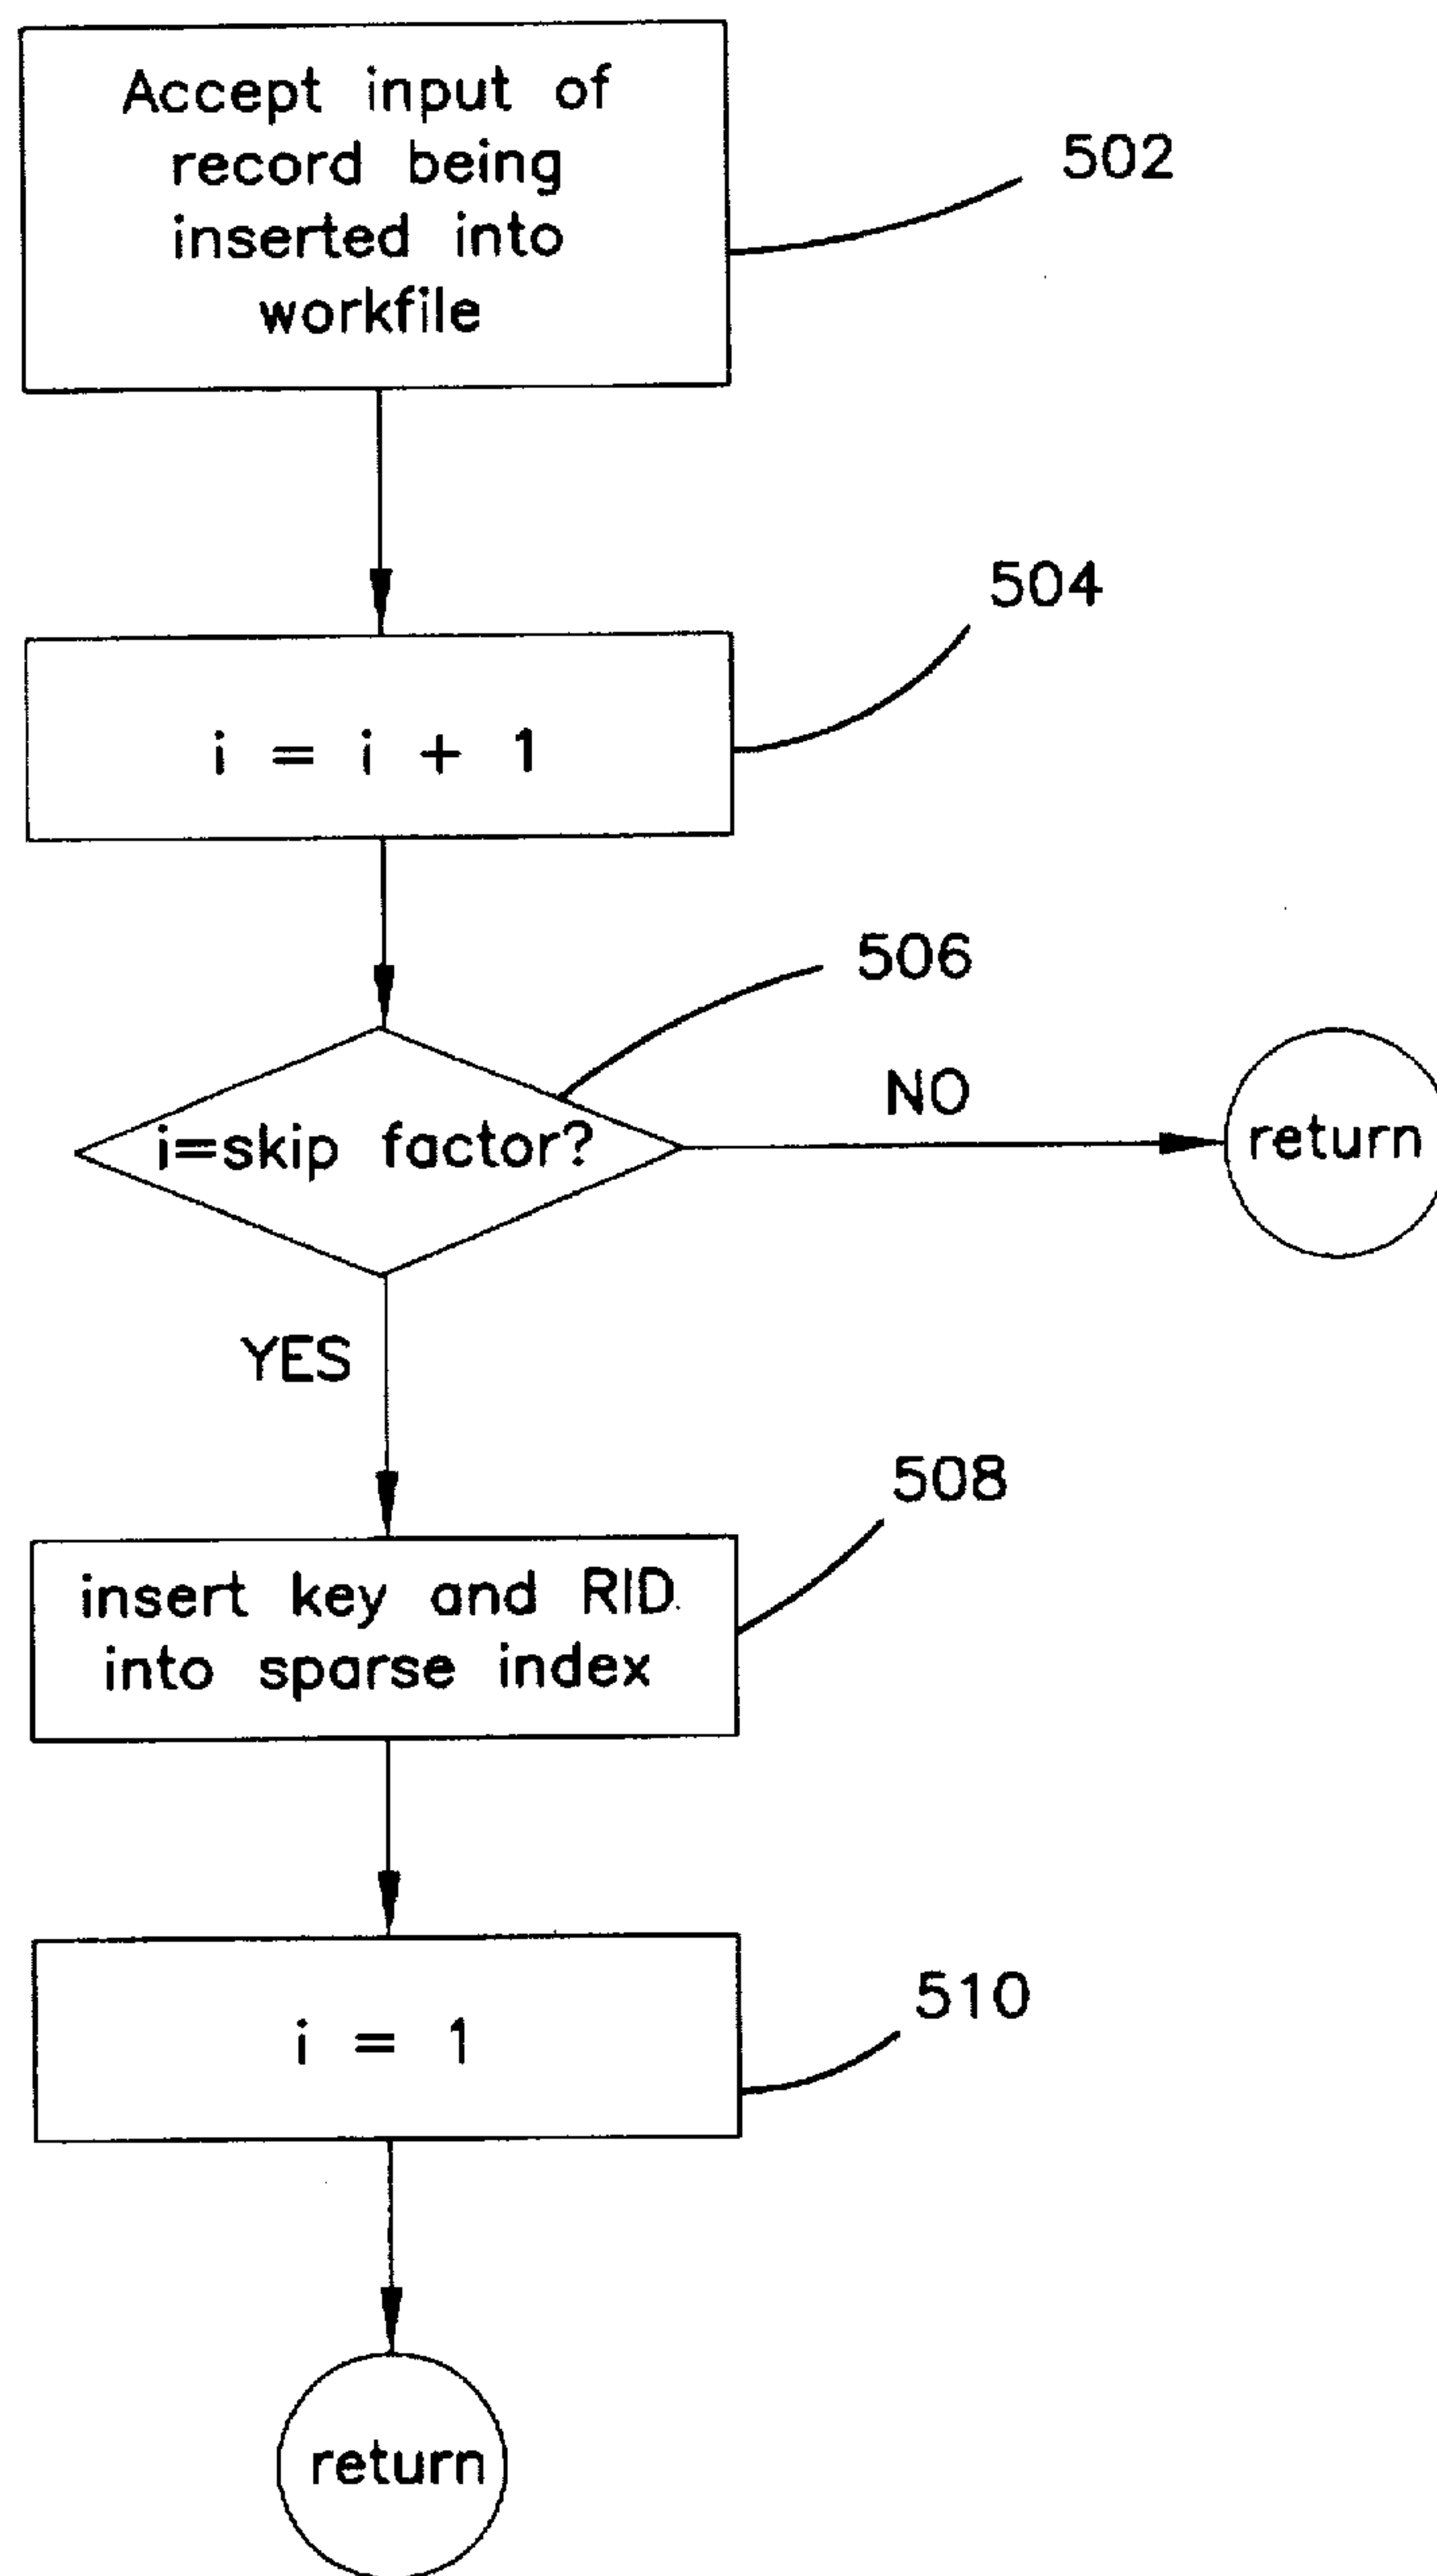 Accept input of
record being
inserted into
workfile
502
504
i = i + 1
506
i=skip factor?
NO
return
YES
508
insert key and RID
into sparse index
510
i = 1
return